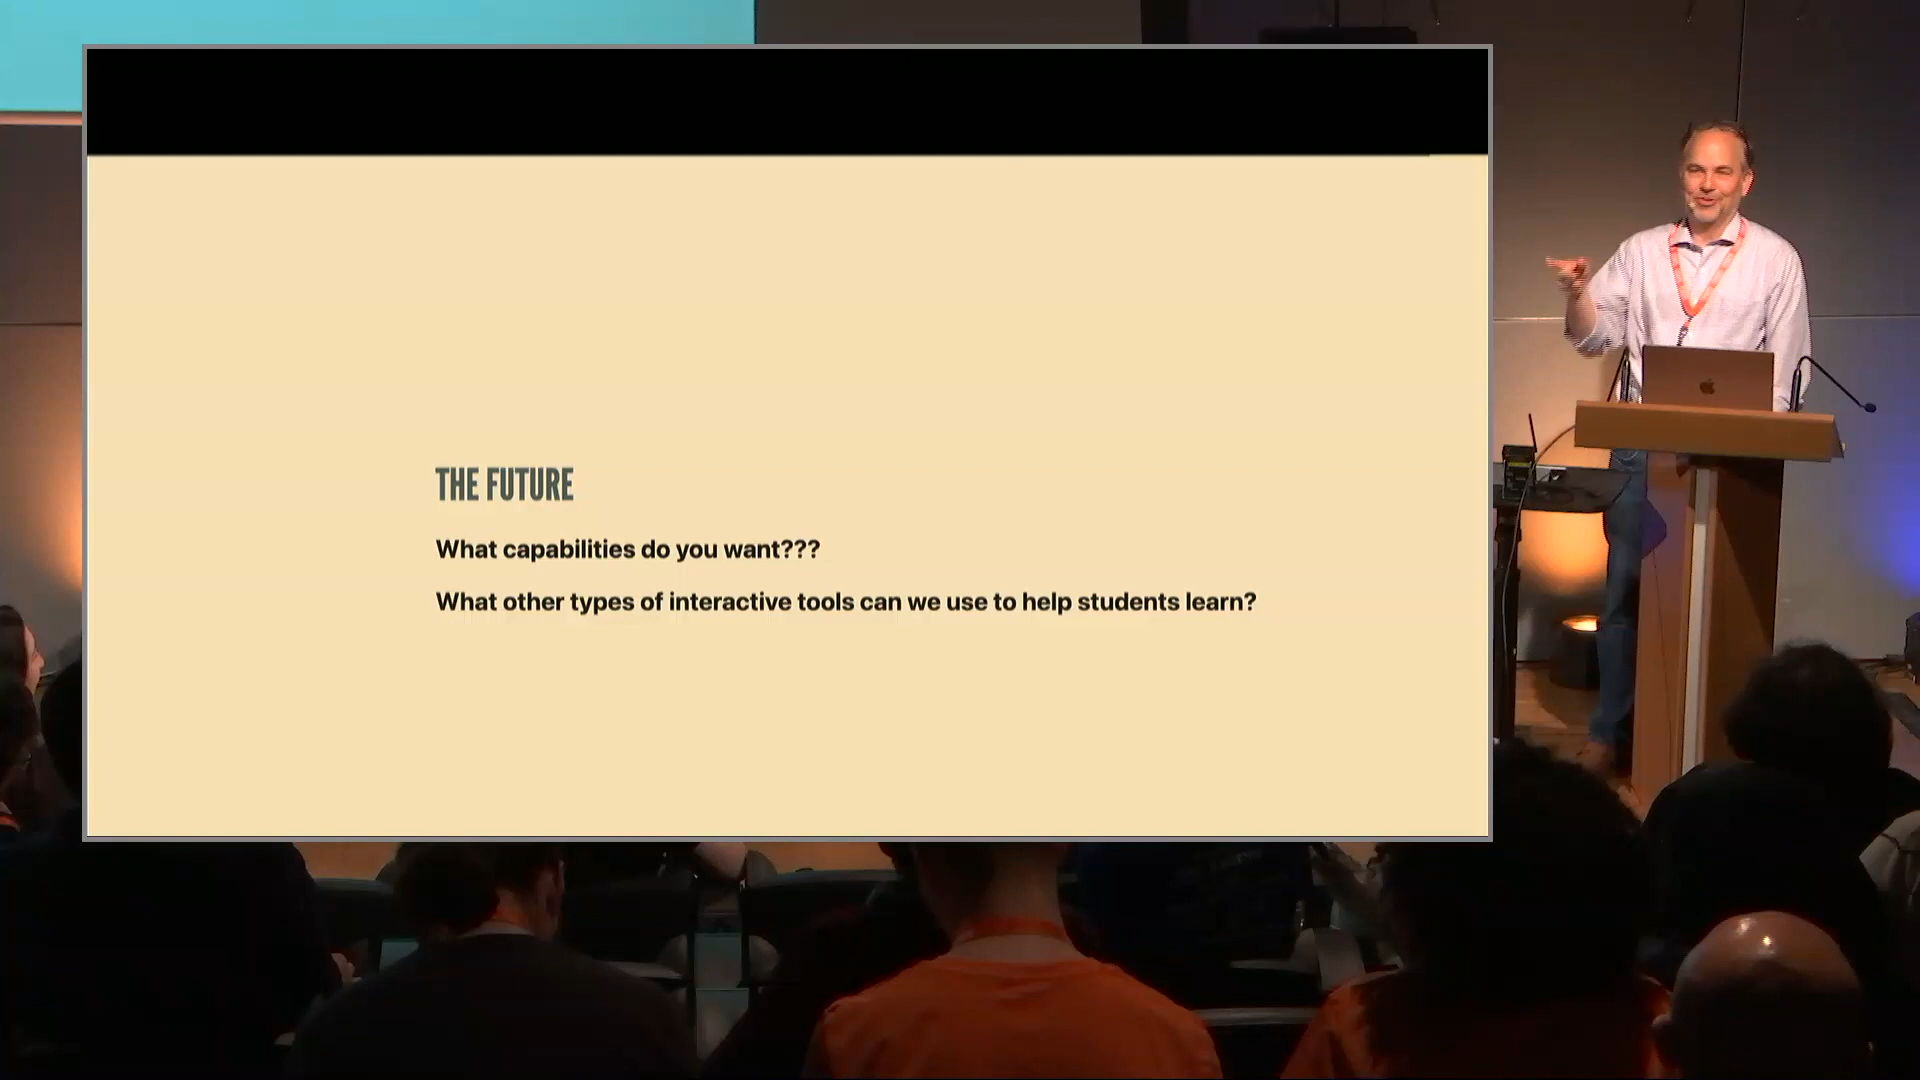 THE FUTURE
What capabilities do you want???
What other types of interactive tools can we use to help students learn?